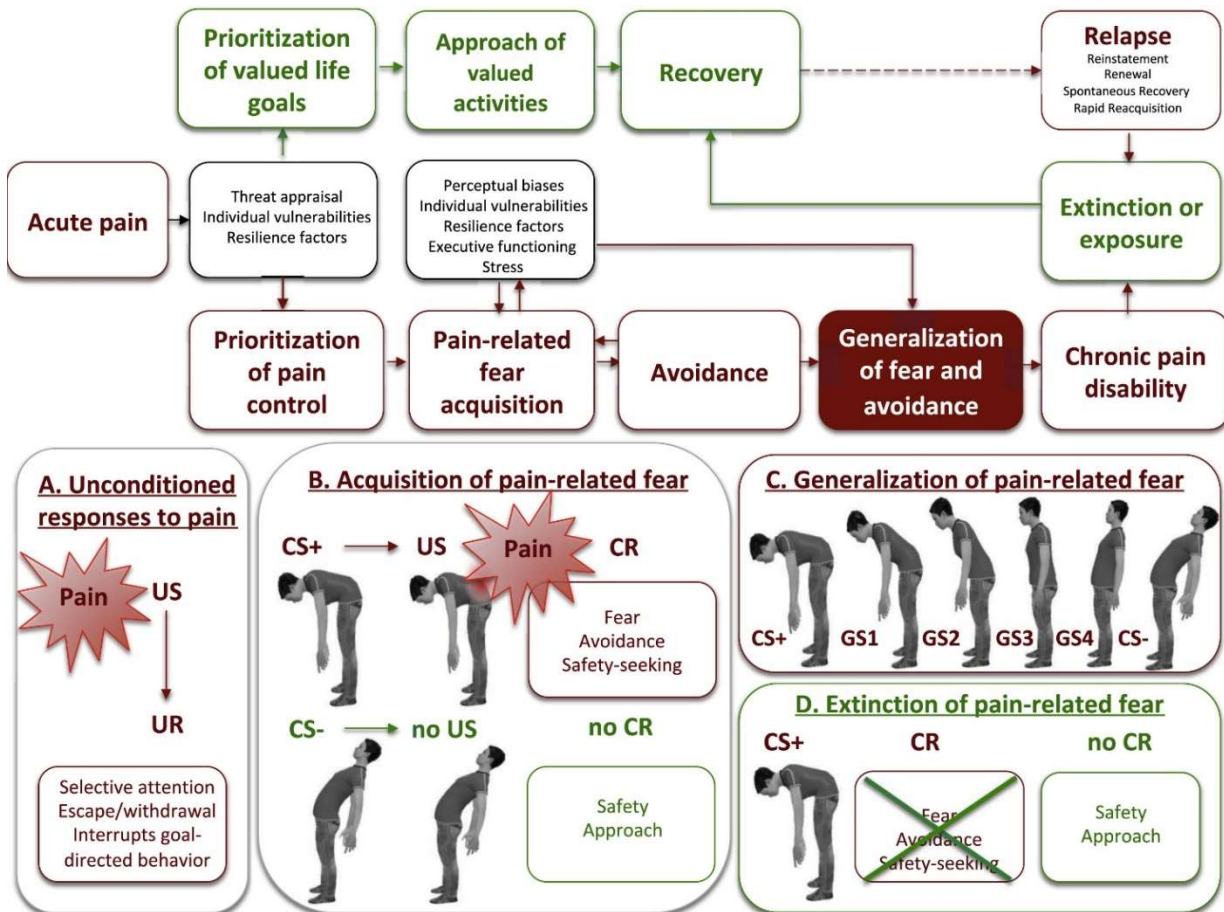 Prioritization
of valued life
goals
Approach of
valued
activities
Recovery
Relapse
Reinstatement
Renewal
Spontaneous Recovery
Rapid Reacquisition
Acute pain
Threat appraisal
Individual vulnerabilities
Resilience factors
Perceptual biases
Individual vulnerabilities
Resilience factors
Executive functioning
Stress
Extinction or
exposure
Prioritization
of pain
control
Pain-related
fear
acquisition
Avoidance
Generalization
of fear and
avoidance
Chronic pain
disability
A. Unconditioned
responses to pain
Pain
US
UR
Selective attention
Escape/withdrawal
Interrupts goal-
directed behavior
B. Acquisition of pain-related fear
CS+
US
Pain
CR
Fear
Avoidance
Safety-seeking
CS-
no US
no CR
Safety
Approach
C. Generalization of pain-related fear
CS+
GS1
GS2
GS3
GS4
CS-
D. Extinction of pain-related fear
CS+
CR
no CR
Fear
Avoidance
Safety-seeking
Safety
Approach